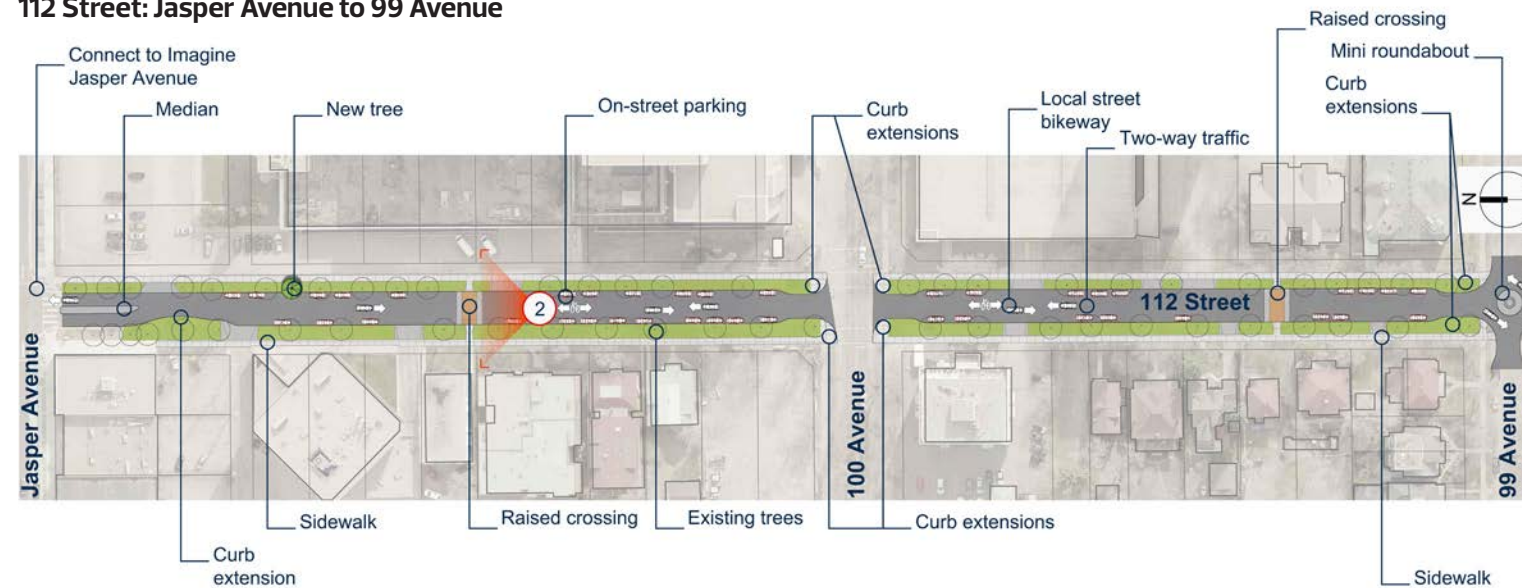 112 Street: Jasper Avenue to 99 Avenue
Raised crossing
Connect to Imagine
Jasper Avenue
Mini roundabout
Median
New tree
On-street parking
Curb
extensions
Local street
bikeway
Two-way traffic
Curb
extensions
N
2
112 Street
Jasper Avenue
100 Avenue
99 Avenue
Sidewalk
Raised crossing
Existing trees
Curb extensions
Curb
extension
Sidewalk